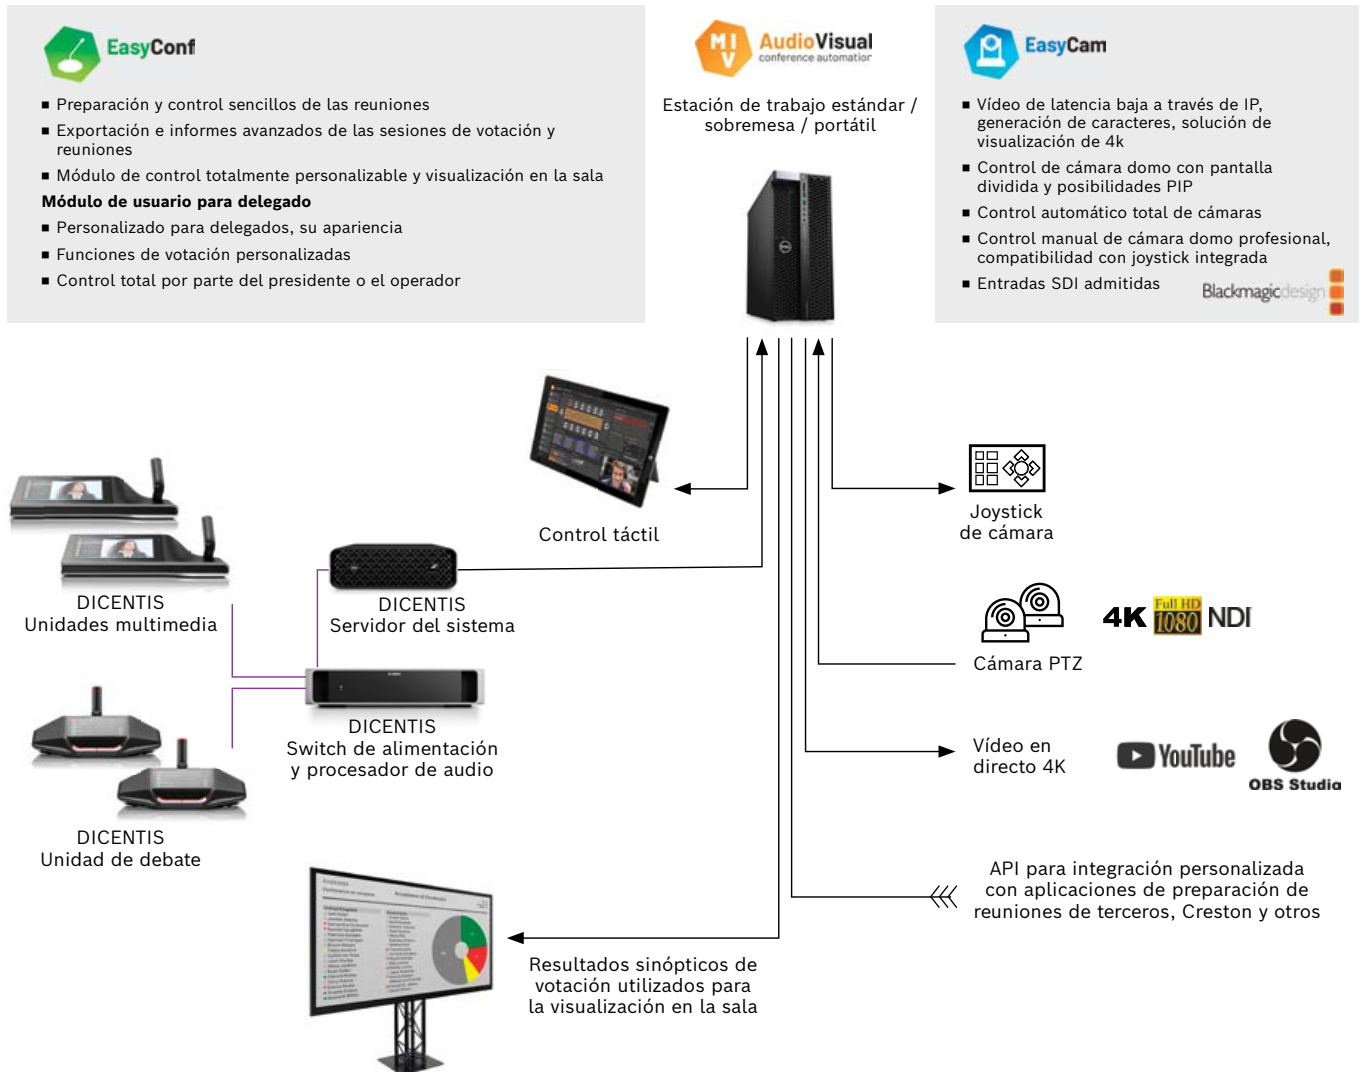 EasyConf
■ Preparación y control sencillos de las reuniones
■ Exportación e informes avanzados de las sesiones de votación y
reuniones
■ Módulo de control totalmente personalizable y visualización en la sala
Módulo de usuario para delegado
■ Personalizado para delegados, su apariencia
■ Funciones de votación personalizadas
■ Control total por parte del presidente o el operador
MIV
AudioVisual
conference automation
Estación de trabajo estándar /
sobremesa / portátil
EasyCam
■ Vídeo de latencia baja a través de IP,
generación de caracteres, solución de
visualización de 4k
■ Control de cámara domo con pantalla
dividida y posibilidades PIP
■ Control automático total de cámaras
■ Control manual de cámara domo profesional,
compatibilidad con joystick integrada
■ Entradas SDI admitidas
Blackmagicdesign
Control táctil
Joystick
de cámara
DICENTIS
Unidades multimedia
DICENTIS
Servidor del sistema
4K
Full HD
1080
NDI
Cámara PTZ
DICENTIS
Switch de alimentación
y procesador de audio
Vídeo en
directo 4K
YouTube
OBS Studio
DICENTIS
Unidad de debate
API para integración personalizada
con aplicaciones de preparación de
reuniones de terceros, Creston y otros
Resultados sinópticos de
votación utilizados para
la visualización en la sala